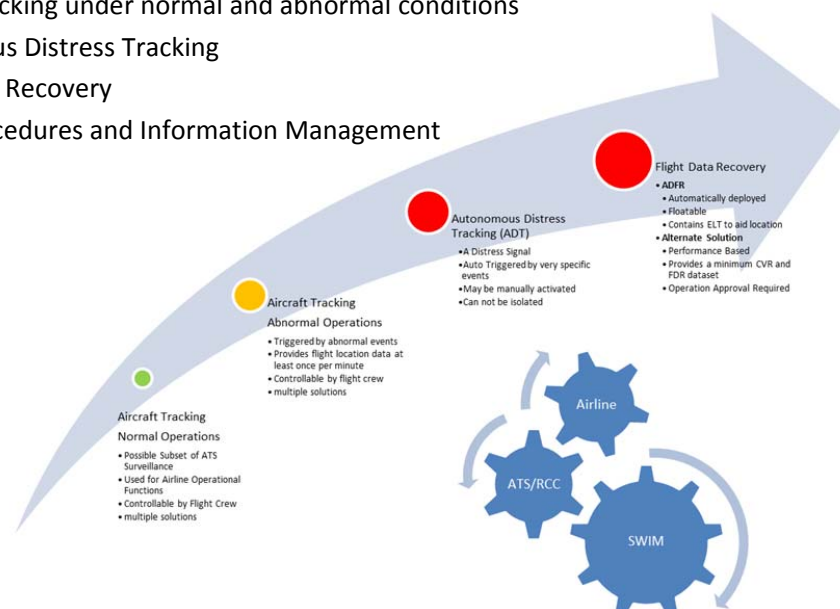 cking under normal and abnormal conditions
us Distress Tracking
Recovery
cedures and Information Management
Flight Data Recovery
• ADFR
• Automatically deployed
• Floatable
• Contains ELT to aid location
• Alternate Solution
• Performance Based
• Provides a minimum CVR and
FDR dataset
• Operation Approval Required
Autonomous Distress
Tracking (ADT)
•A Distress Signal
•Auto Triggered by very specific
events
•May be manually activated
•Can not be isolated
Aircraft Tracking
Abnormal Operations
• Triggered by abnormal events
• Provides flight location data at
least once per minute
• Controllable by flight crew
• multiple solutions
Aircraft Tracking
Normal Operations
• Possible Subset of ATS
Surveillance
• Used for Airline Operational
Functions
• Controllable by Flight Crew
• multiple solutions
Airline
ATS/RCC
SWIM